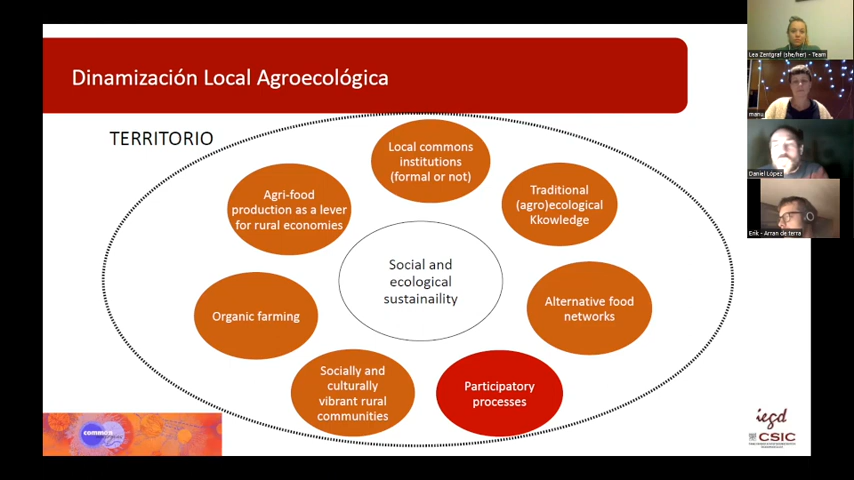 Dinamización Local Agroecológica
TERRITORIO
Local commons
institutions
(formal or not)
Traditional
(agro)ecological
Kkowledge
Agri-food
production as a lever
for rural economies
Social and
ecological
sustainaility
Organic farming
Alternative food
networks
Socially and
culturally
vibrant rural
communities
Participatory
processes
iegd
CSIC
Lea Zentgraf (she/her) - Team
manu
Daniel López
Erik - Arran de terra